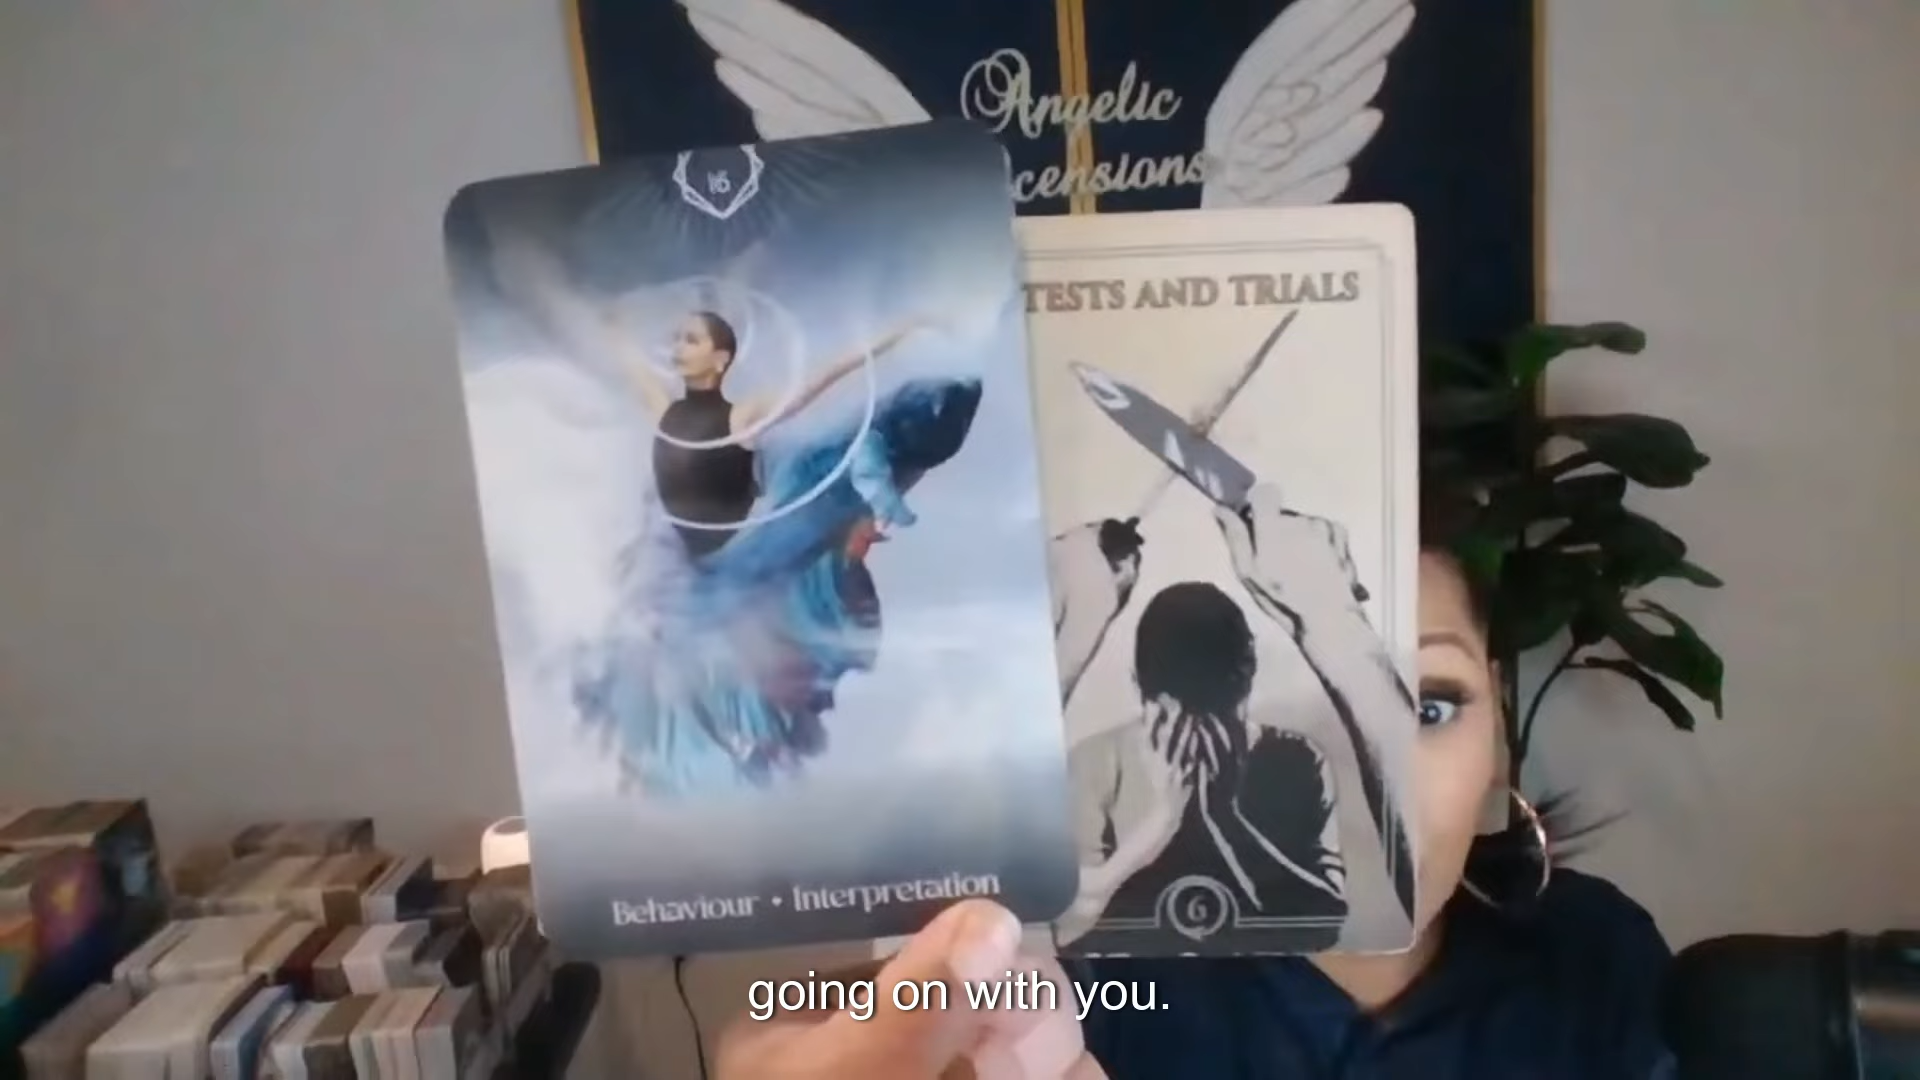 Angelic
censions
16
TESTS AND TRIALS
Behaviour • Interpretation
6
going on with you.